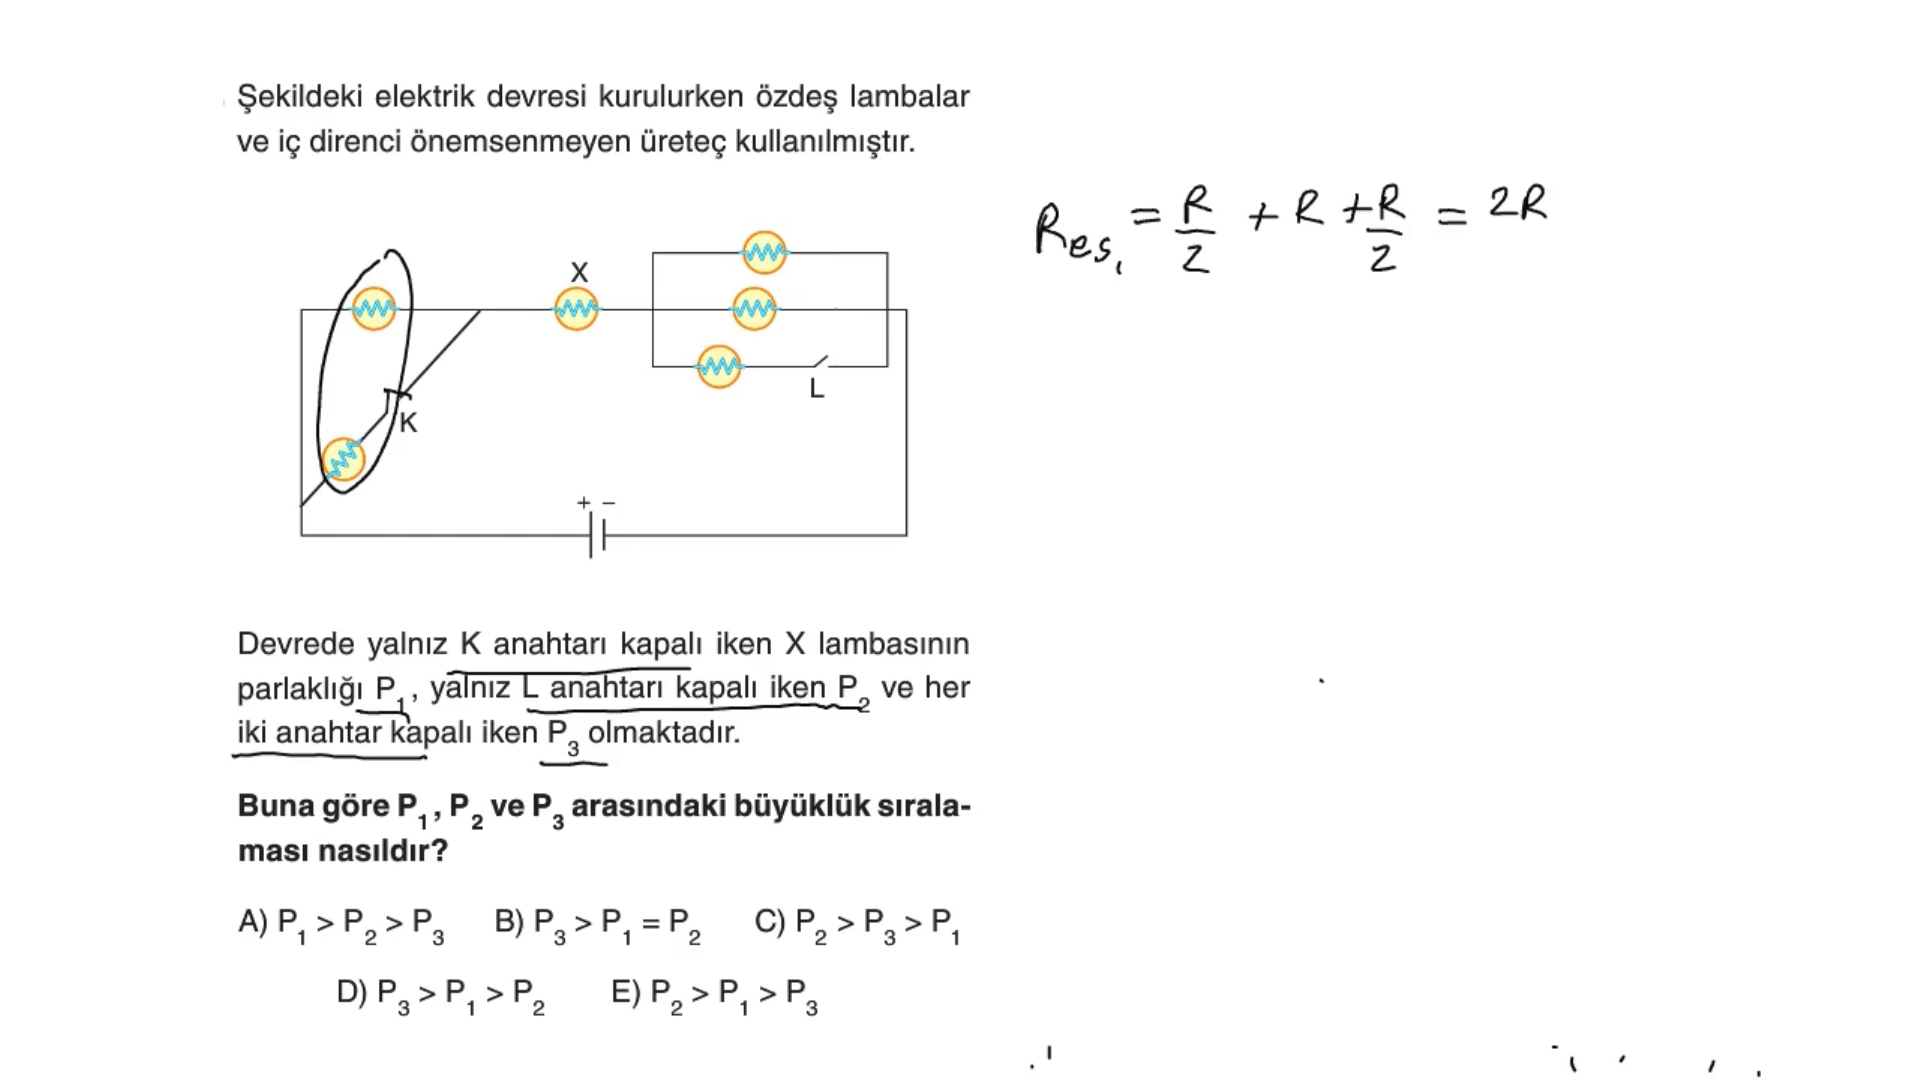 Şekildeki elektrik devresi kurulurken özdeş lambalar
ve iç direnci önemsenmeyen üreteç kullanılmıştır.
Reş₁ = R/2 + R + R/2 = 2R
X
K
L
+ −
Devrede yalnız K anahtarı kapalı iken X lambasının
parlaklığı P₁, yalnız L anahtarı kapalı iken P₂ ve her
iki anahtar kapalı iken P₃ olmaktadır.
Buna göre P₁, P₂ ve P₃ arasındaki büyüklük sırala-
ması nasıldır?
A) P₁ > P₂ > P₃ B) P₃ > P₁ = P₂ C) P₂ > P₃ > P₁
D) P₃ > P₁ > P₂ E) P₂ > P₁ > P₃